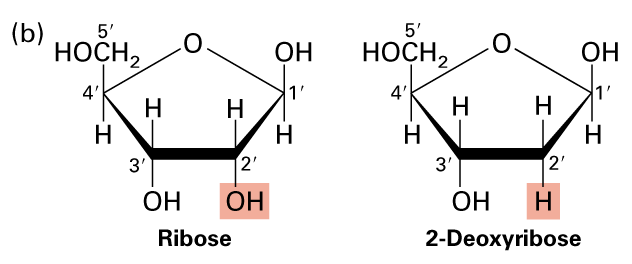 (b)
5′ 5′
HOCH2 O OH HOCH2 O OH
4′ 1′ 4′ 1′
H H H H H H H H
3′ 2′ 3′ 2′
OH OH OH H
Ribose 2-Deoxyribose